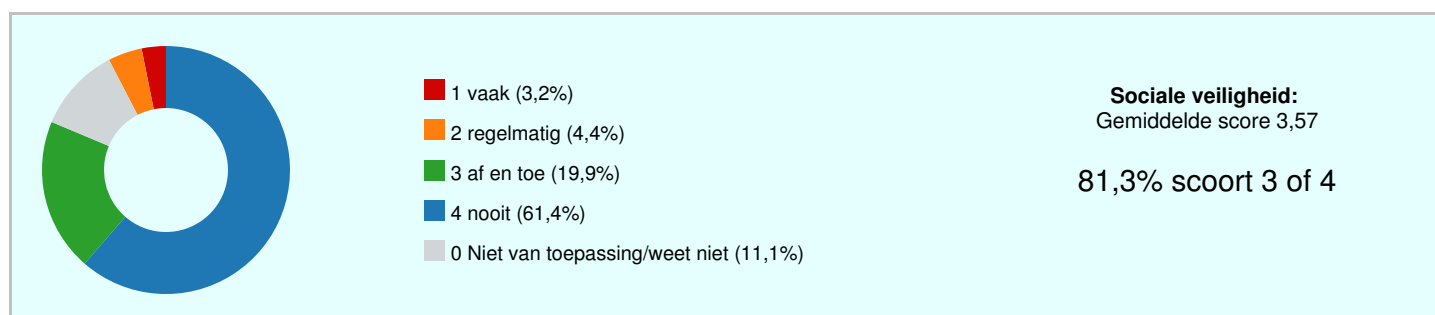 1 vaak (3,2%)
2 regelmatig (4,4%)
3 af en toe (19,9%)
4 nooit (61,4%)
0 Niet van toepassing/weet niet (11,1%)
Sociale veiligheid:
Gemiddelde score 3,57
81,3% scoort 3 of 4